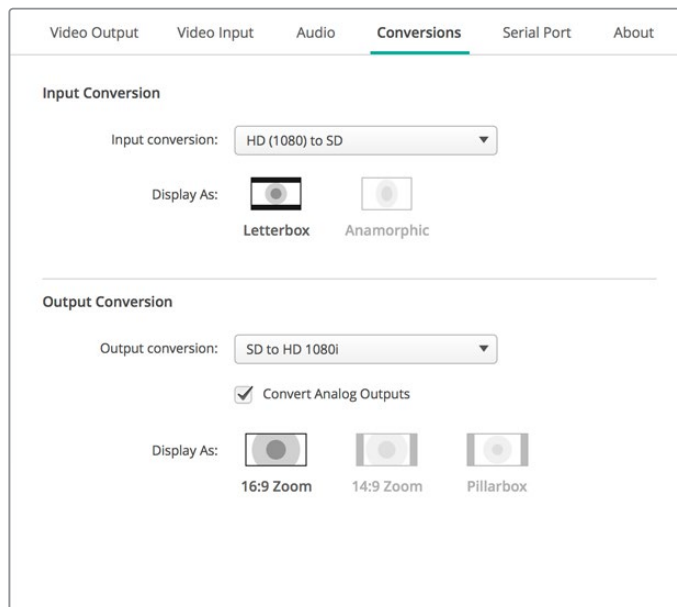 Video Output Video Input Audio Conversions Serial Port About
Input Conversion
Input conversion: HD (1080) to SD
Display As:
Letterbox Anamorphic
Output Conversion
Output conversion: SD to HD 1080i
Convert Analog Outputs
Display As:
16:9 Zoom 14:9 Zoom Pillarbox